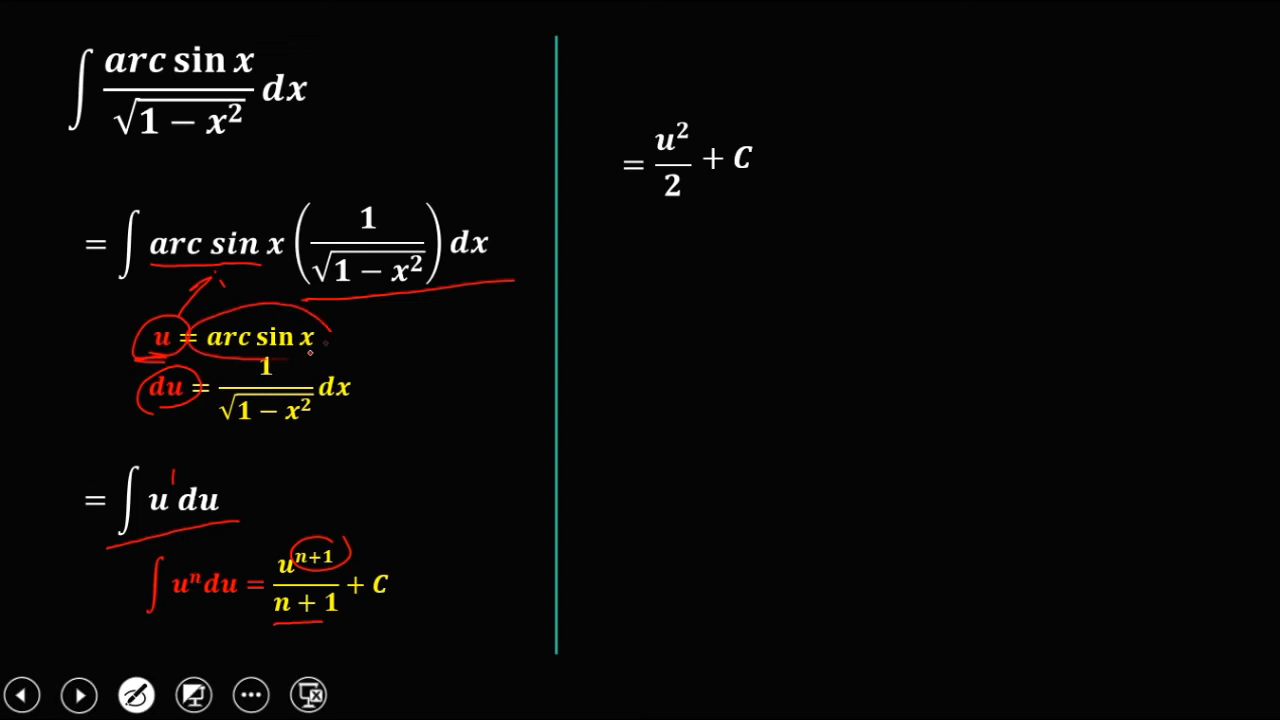 ∫ arc sin x / √(1 − x²) dx
= ∫ arc sin x (1 / √(1 − x²)) dx
u = arc sin x
du = 1 / √(1 − x²) dx
= ∫ u¹ du
∫ uⁿ du = uⁿ⁺¹ / (n + 1) + C
= u² / 2 + C